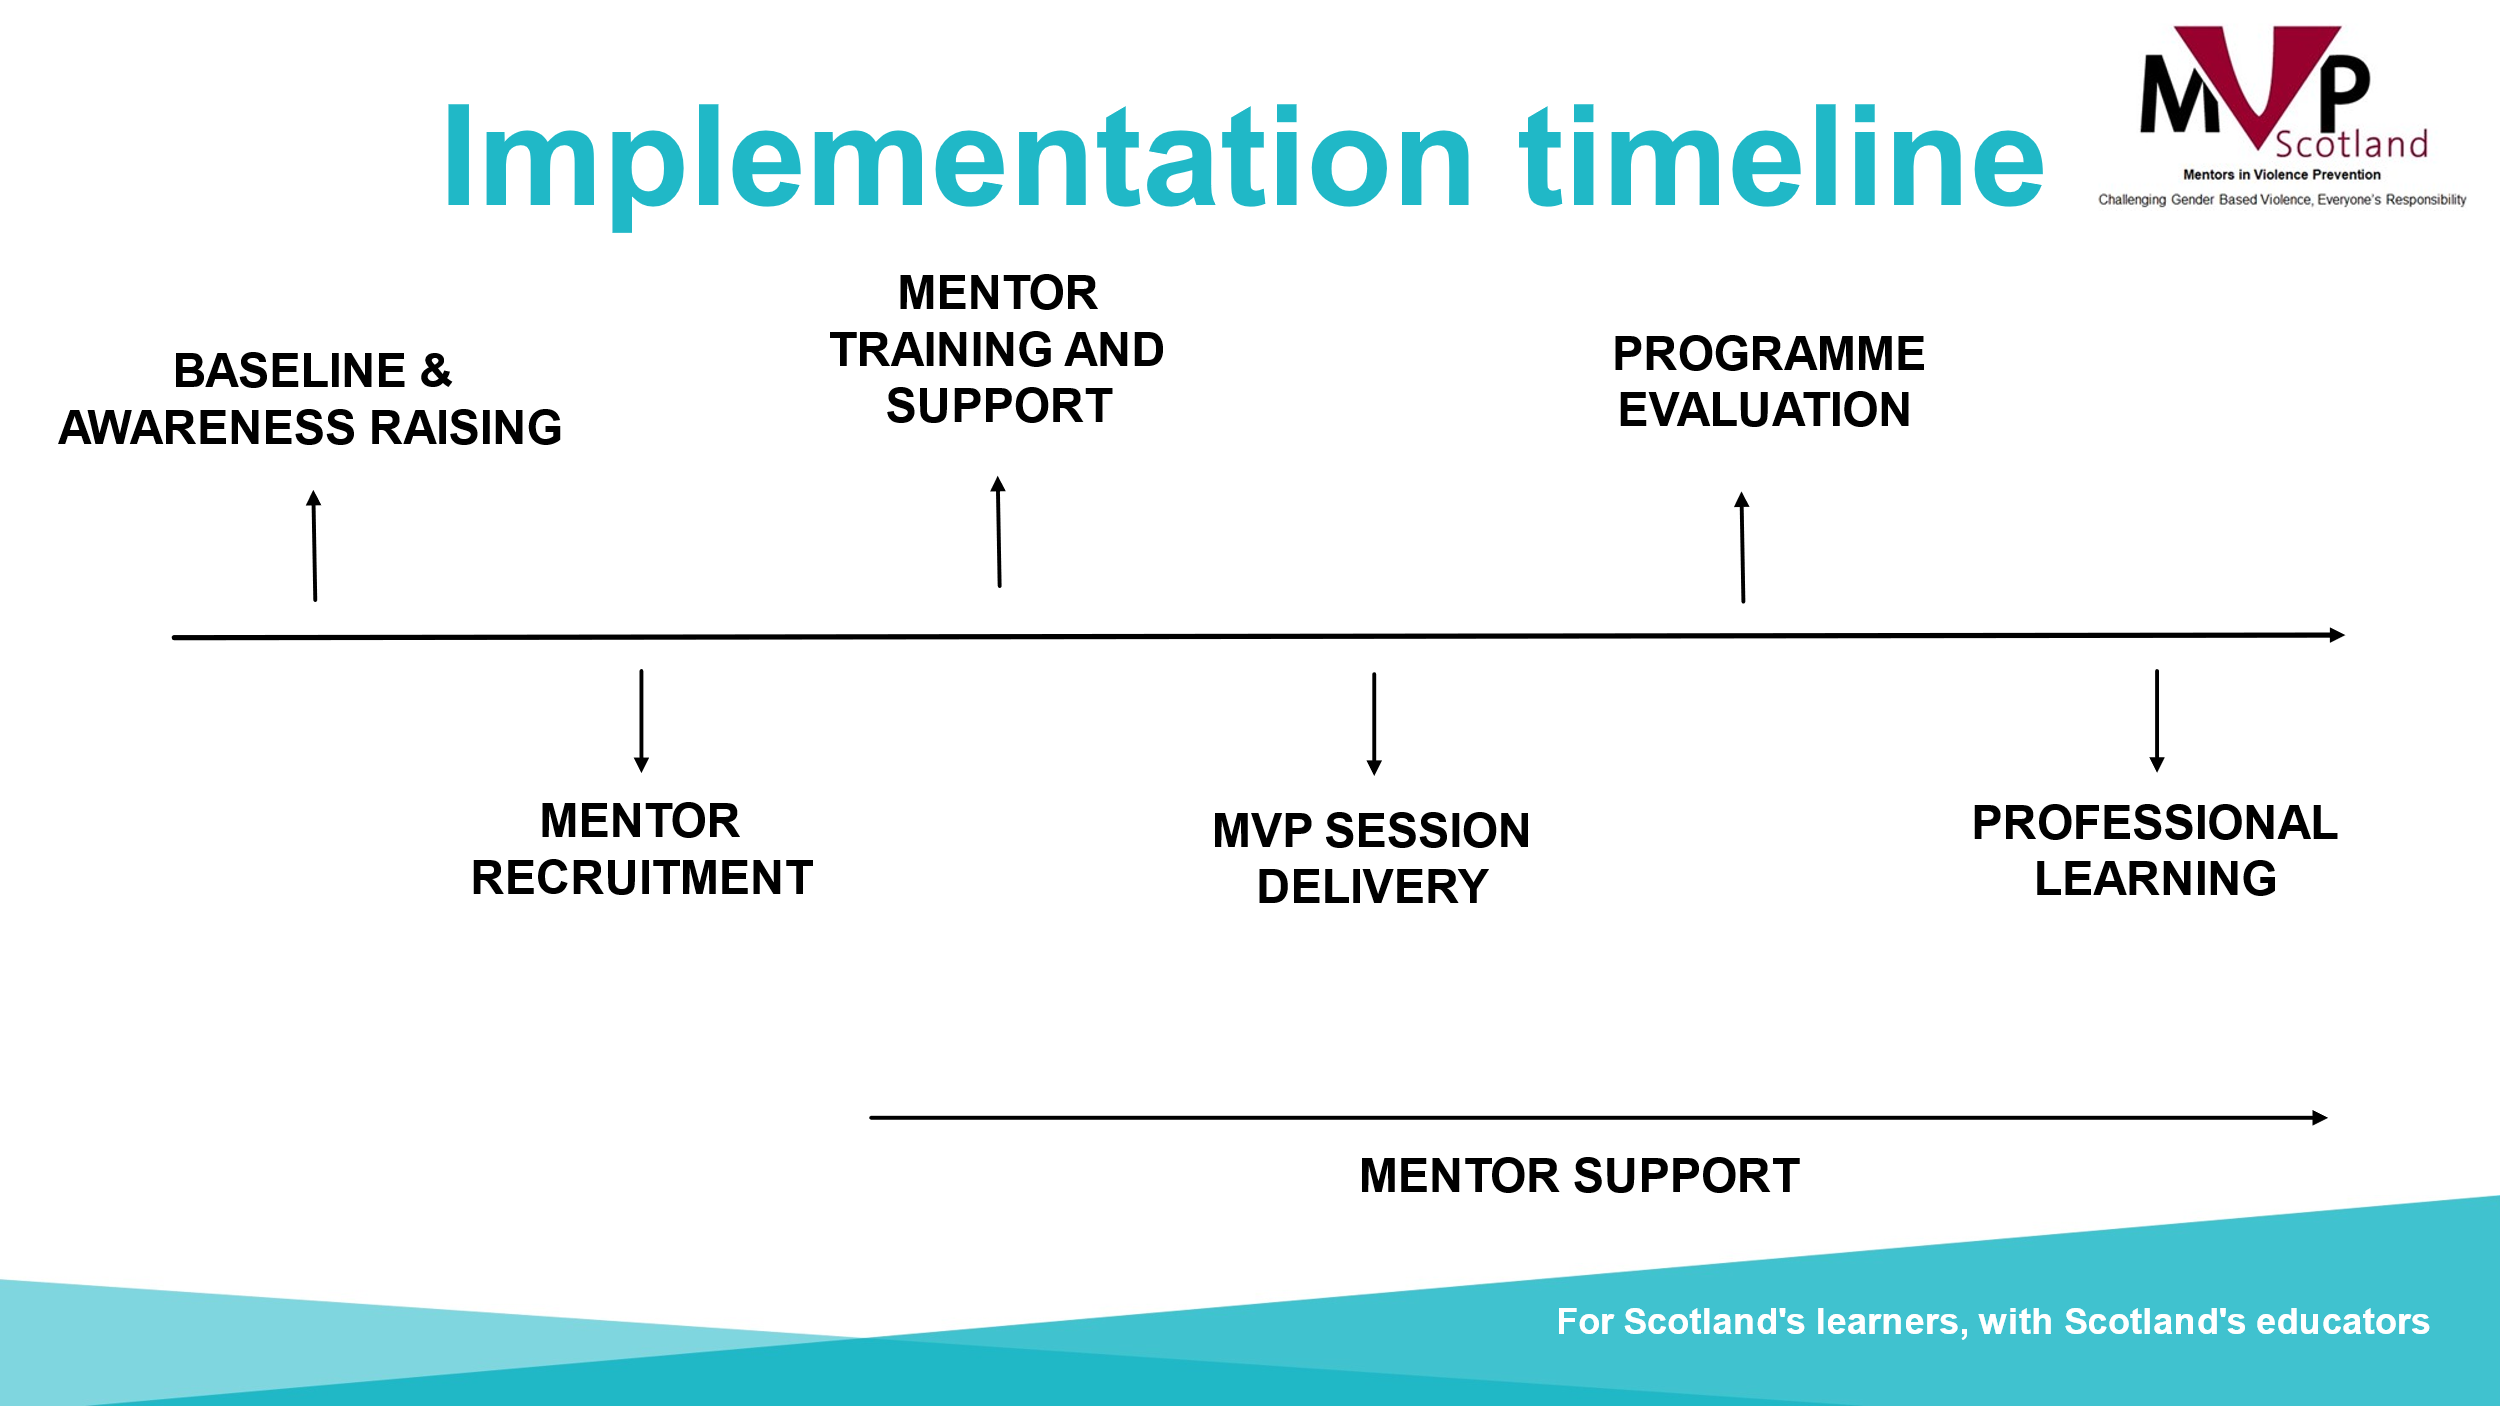 Implementation timeline
MVP
Scotland
Mentors in Violence Prevention
Challenging Gender Based Violence, Everyone's Responsibility
BASELINE &
AWARENESS RAISING
MENTOR
TRAINING AND
SUPPORT
PROGRAMME
EVALUATION
MENTOR
RECRUITMENT
MVP SESSION
DELIVERY
PROFESSIONAL
LEARNING
MENTOR SUPPORT
For Scotland's learners, with Scotland's educators